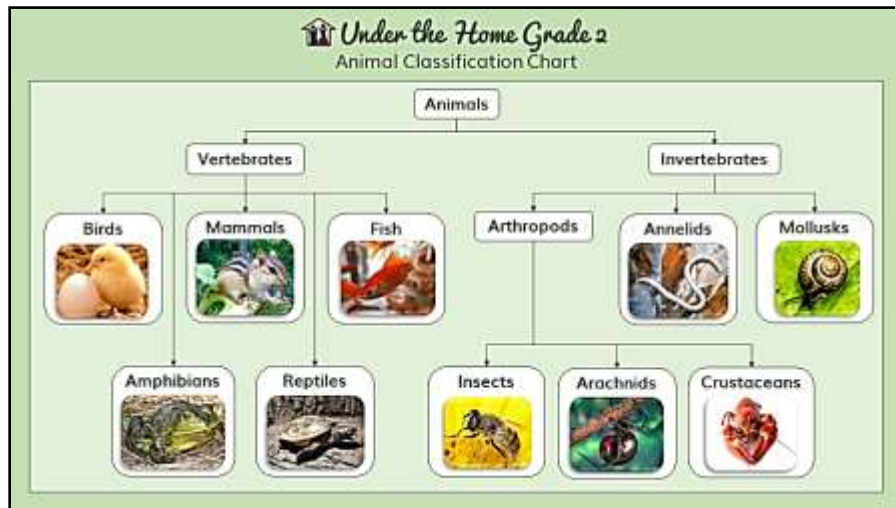 Under the Home Grade 2
Animal Classification Chart
Animals
Vertebrates
Invertebrates
Birds
Mammals
Fish
Arthropods
Annelids
Mollusks
Amphibians
Reptiles
Insects
Arachnids
Crustaceans